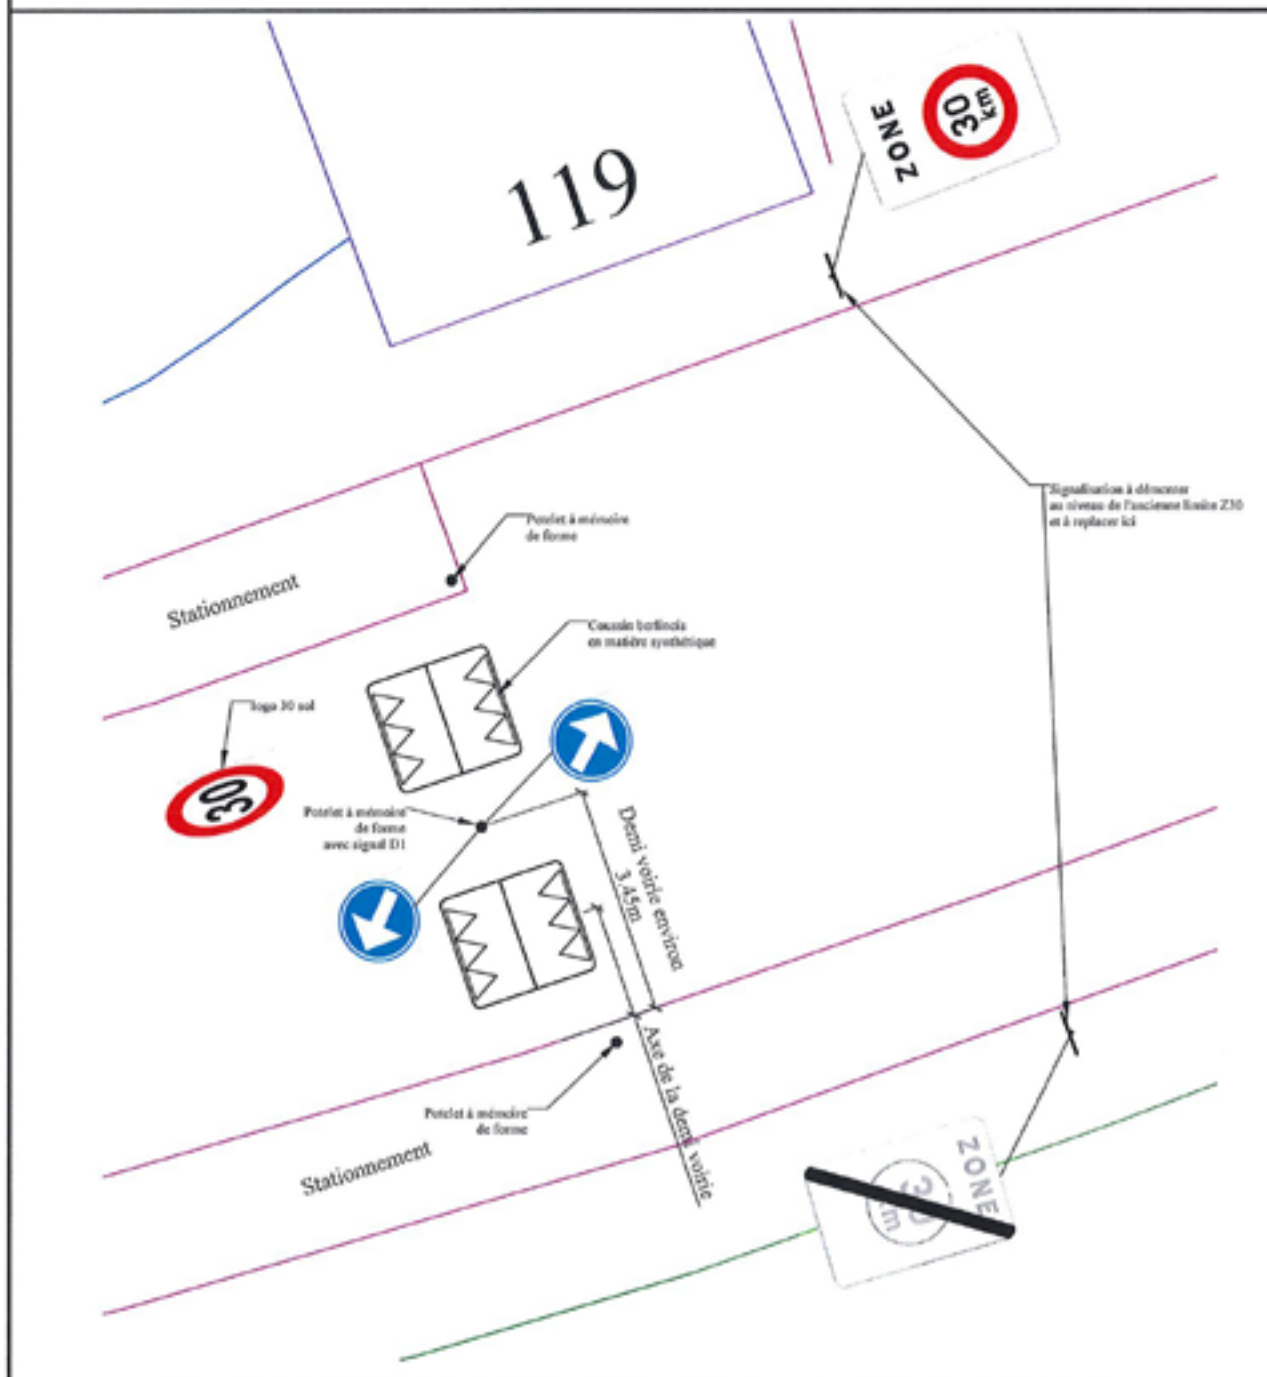 ZONE
30
km
119
Signalisation à démonter
au niveau de l'ancienne limite Z30
et à replacer ici
Potelet à mémoire
de forme
Stationnement
Coussin berlinois
en matière synthétique
logo 30 sol
30
Potelet à mémoire
de forme
avec signal D1
Demi voirie environ
3.45m
Axe de la demi voirie
Potelet à mémoire
de forme
Stationnement
ZONE
30
km